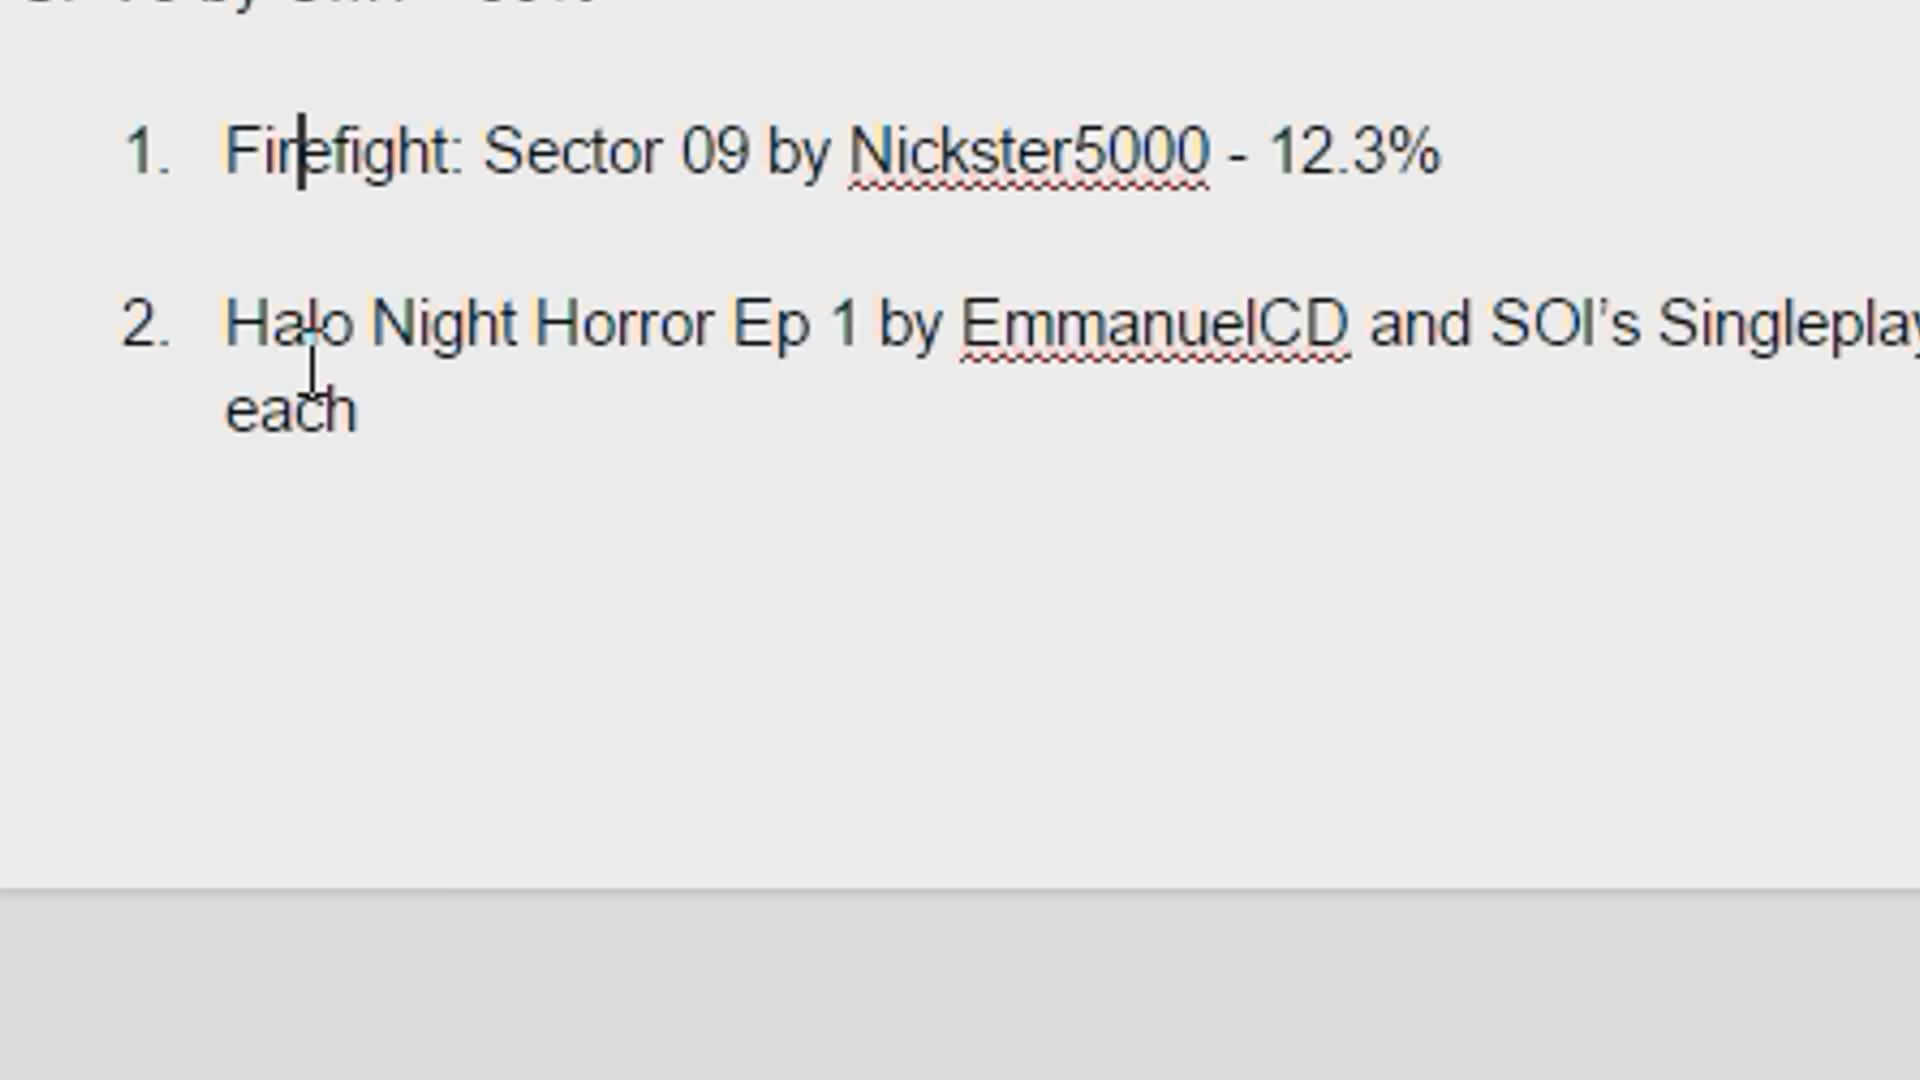 1. Firefight: Sector 09 by Nickster5000 - 12.3%
2. Halo Night Horror Ep 1 by EmmanuelCD and SOI's
each